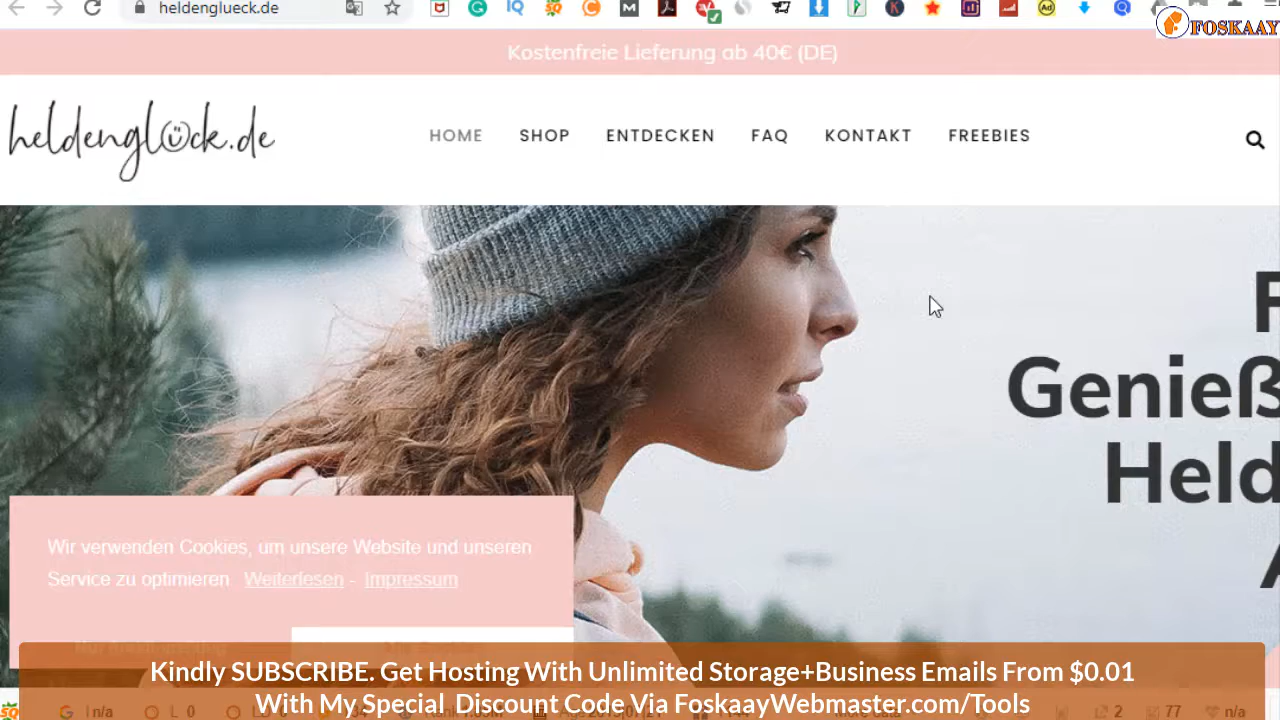 heldenglueck.de
FOSKAAY
Kostenfreie Lieferung ab 40€ (DE)
heldenglück.de
HOME SHOP ENTDECKEN FAQ KONTAKT FREEBIES
F
Genieß
Held
A
Wir verwenden Cookies, um unsere Website und unseren
Service zu optimieren. Weiterlesen - Impressum
Kindly SUBSCRIBE. Get Hosting With Unlimited Storage+Business Emails From $0.01
With My Special Discount Code Via FoskaayWebmaster.com/Tools